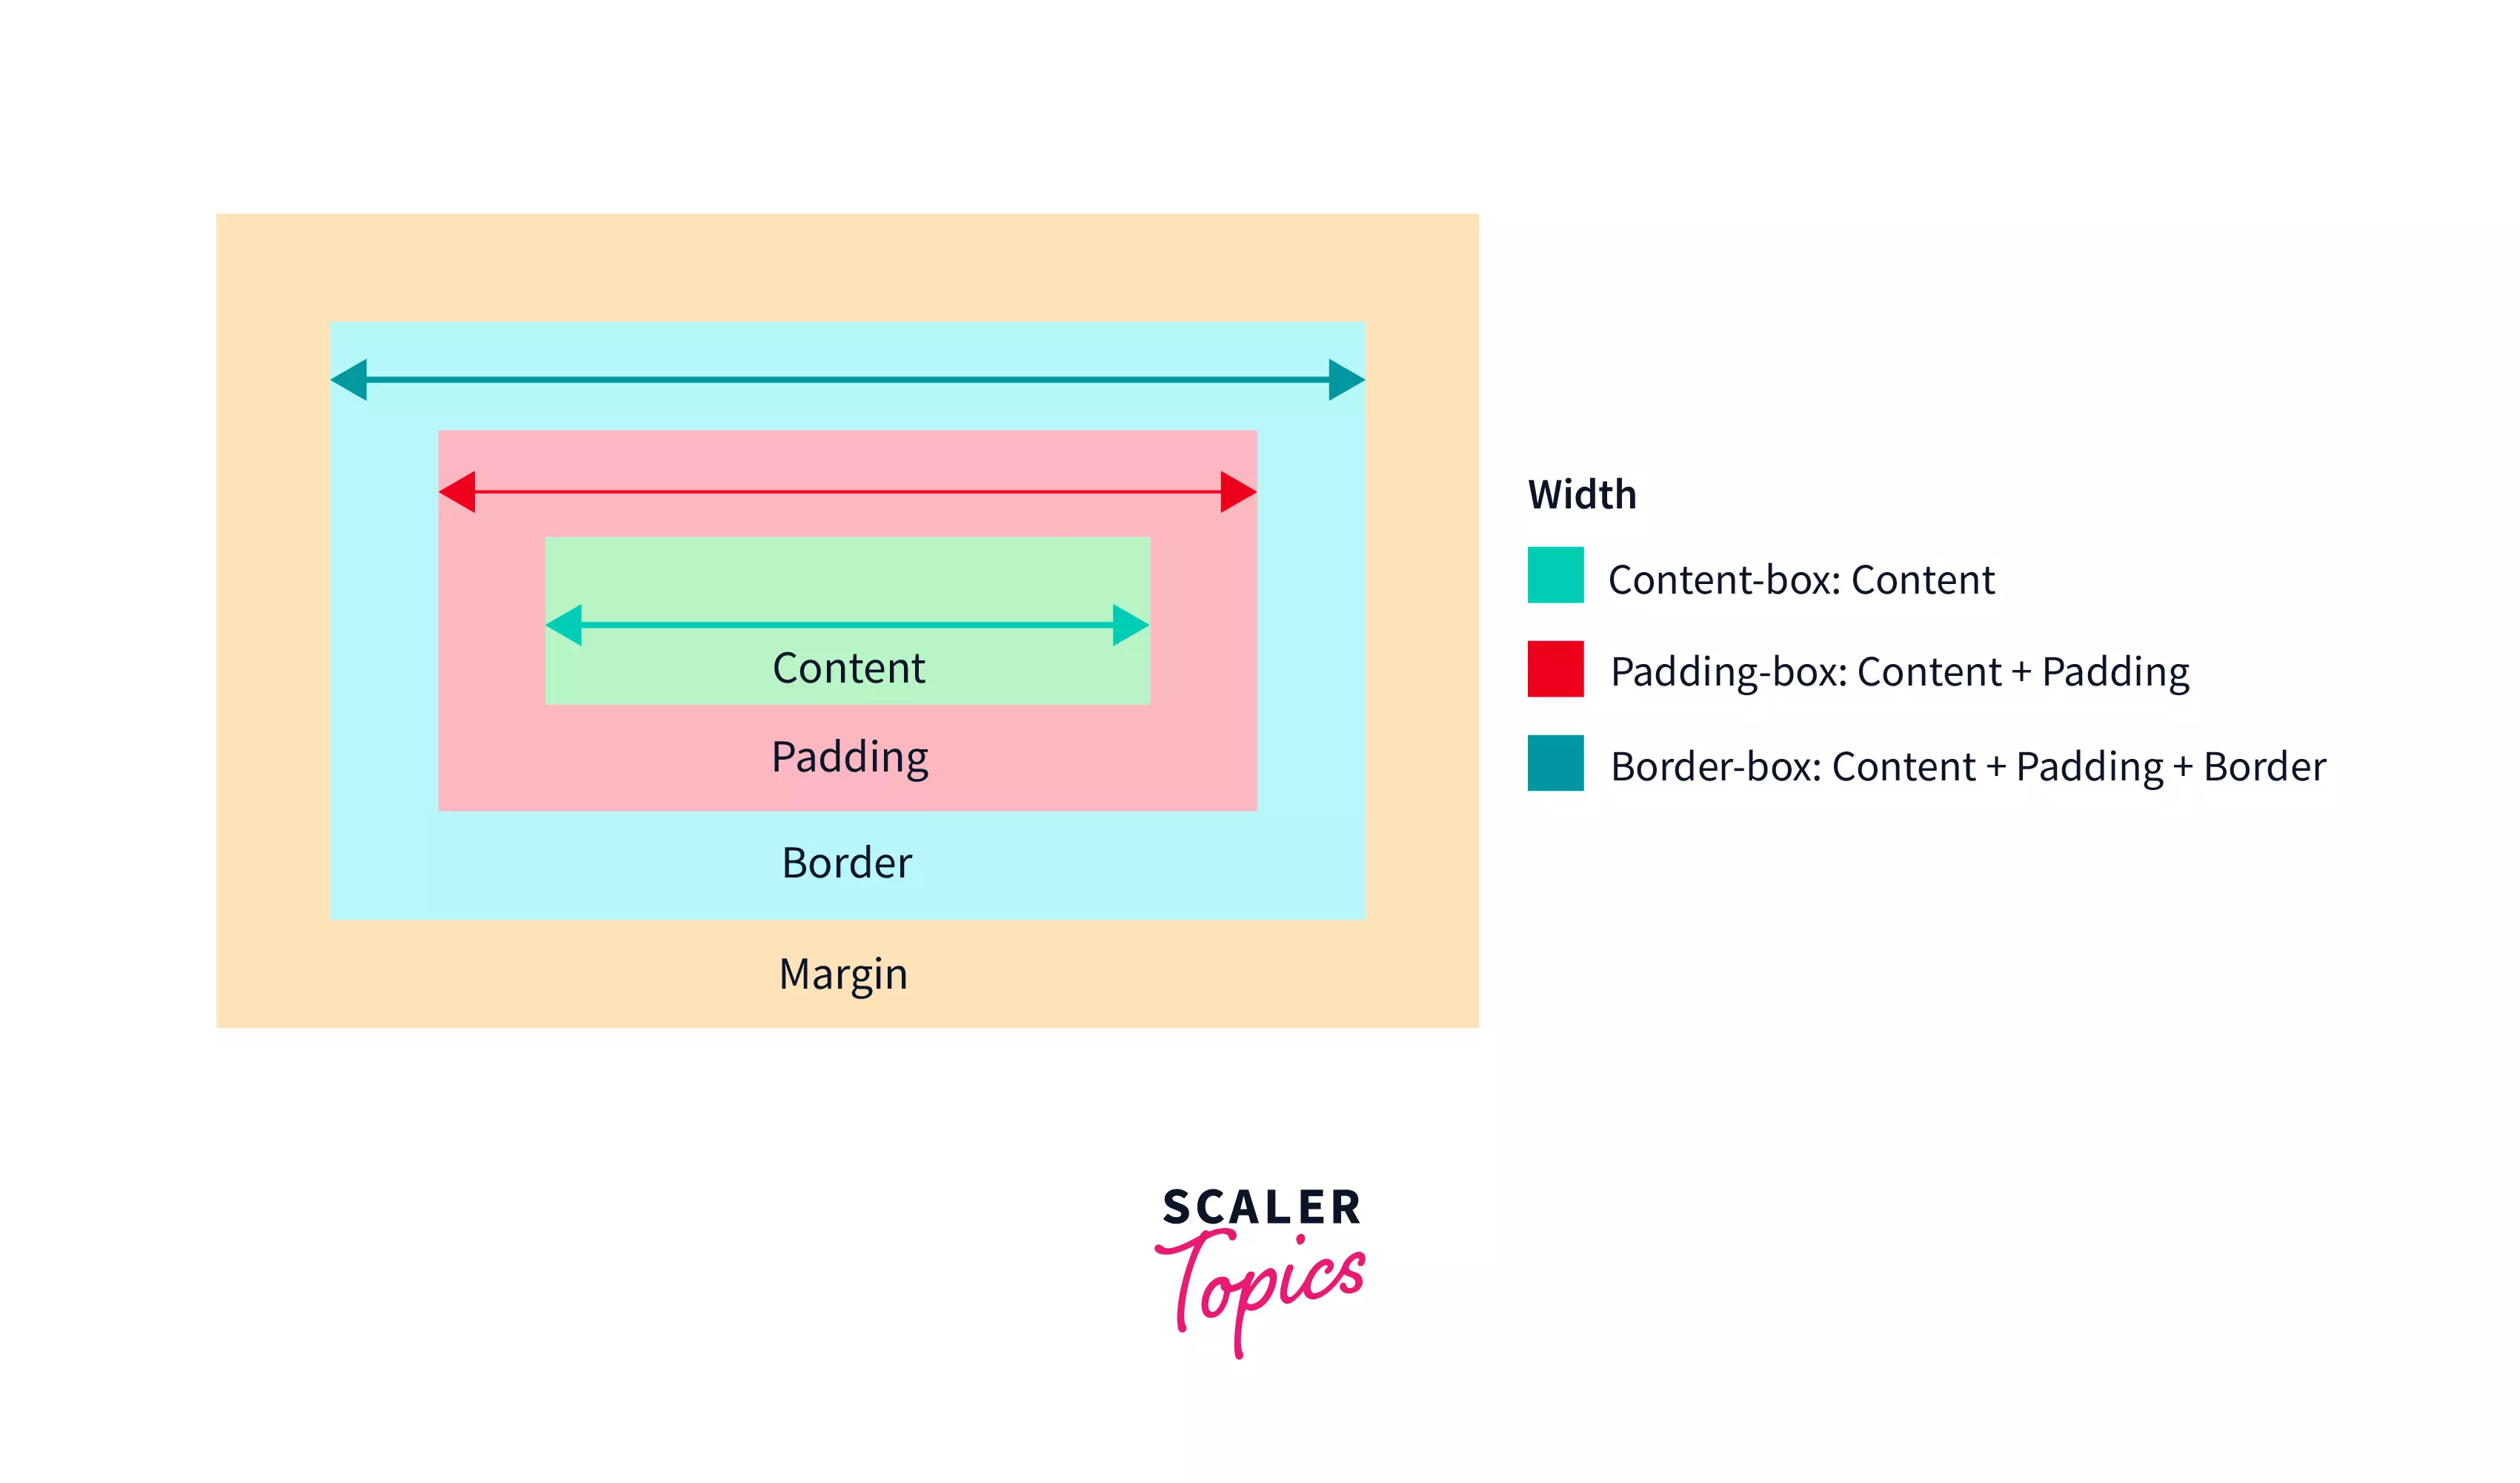 Content
Padding
Border
Margin
Width
Content-box: Content
Padding-box: Content + Padding
Border-box: Content + Padding + Border
SCALER
Topics